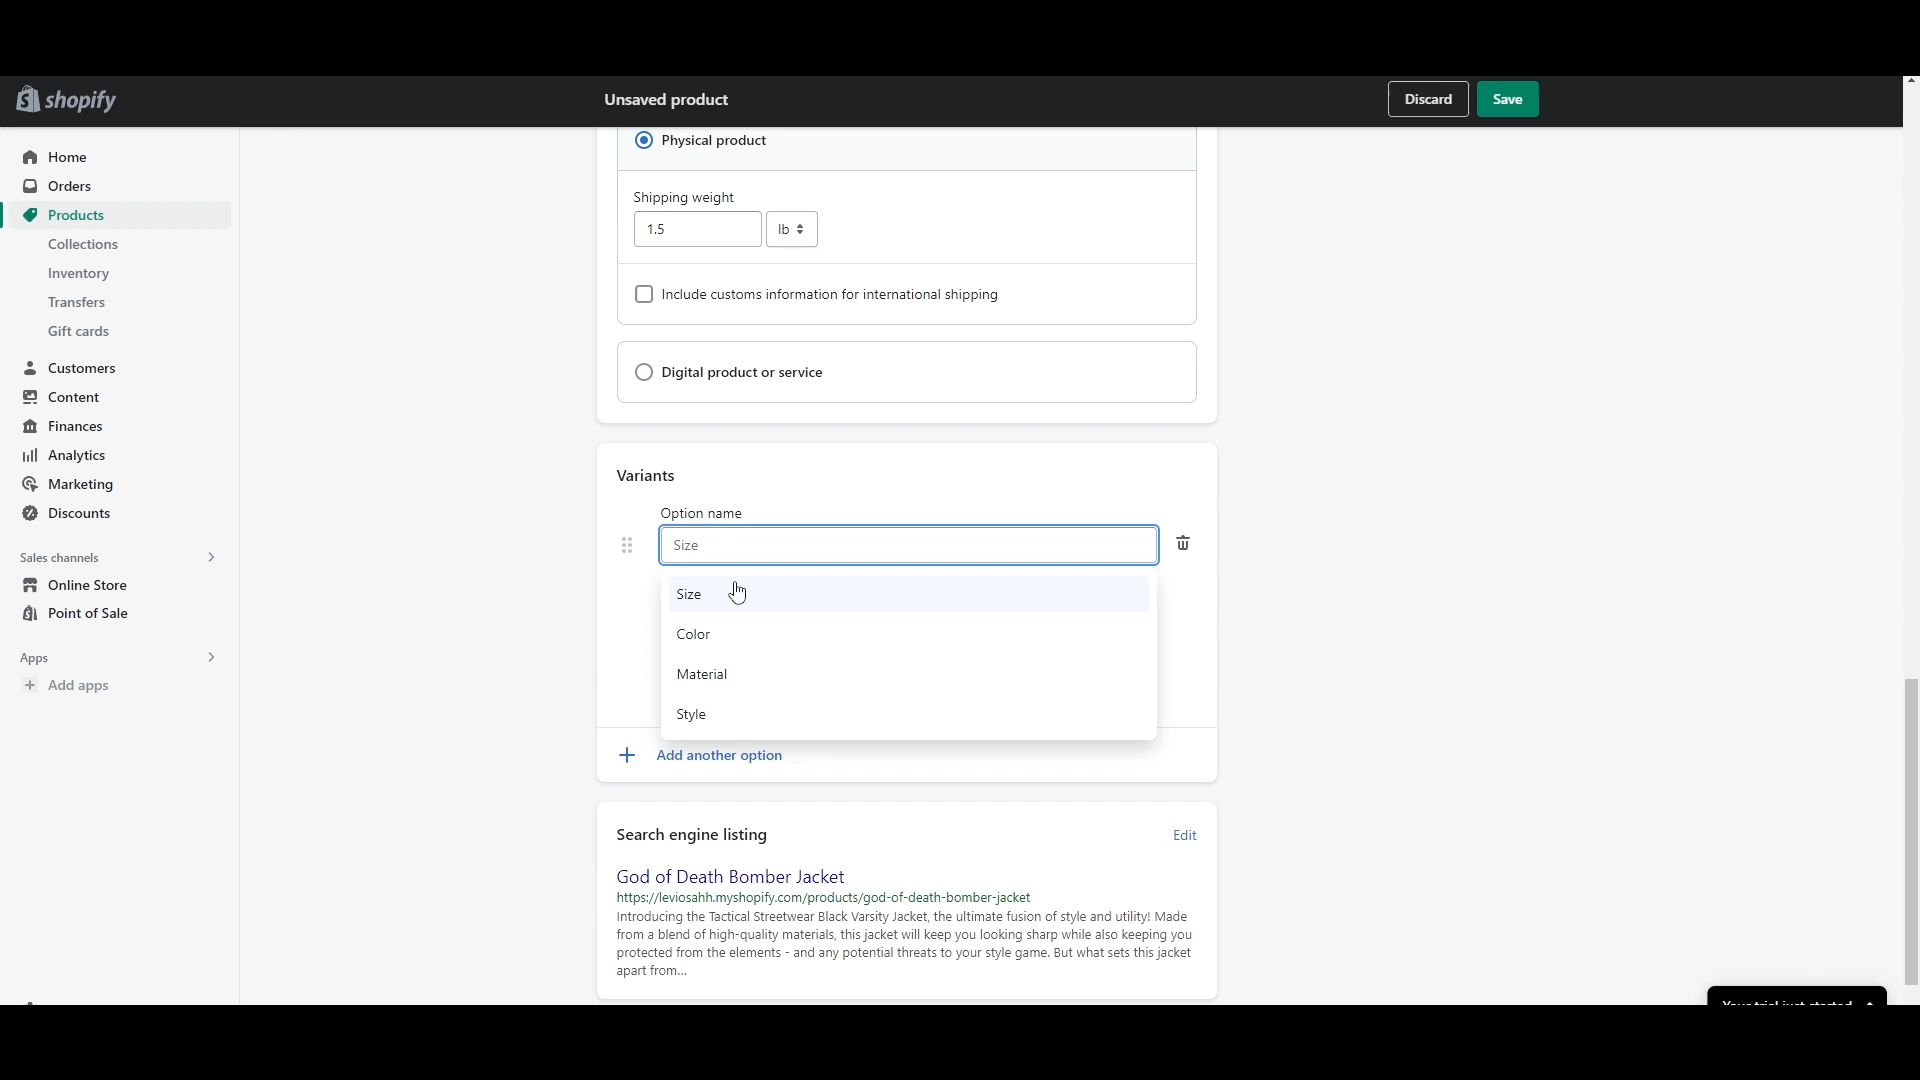 shopify
Unsaved product
Discard
Save
Home
Orders
Products
Collections
Inventory
Transfers
Gift cards
Customers
Content
Finances
Analytics
Marketing
Discounts
Sales channels
Online Store
Point of Sale
Apps
Add apps
Physical product
Shipping weight
1.5
lb
Include customs information for international shipping
Digital product or service
Variants
Option name
Size
Size
Color
Material
Style
Add another option
Search engine listing
Edit
God of Death Bomber Jacket
https://leviosahh.myshopify.com/products/god-of-death-bomber-jacket
Introducing the Tactical Streetwear Black Varsity Jacket, the ultimate fusion of style and utility! Made
from a blend of high-quality materials, this jacket will keep you looking sharp while also keeping you
protected from the elements - and any potential threats to your style game. But what sets this jacket
apart from...
Your trial just started